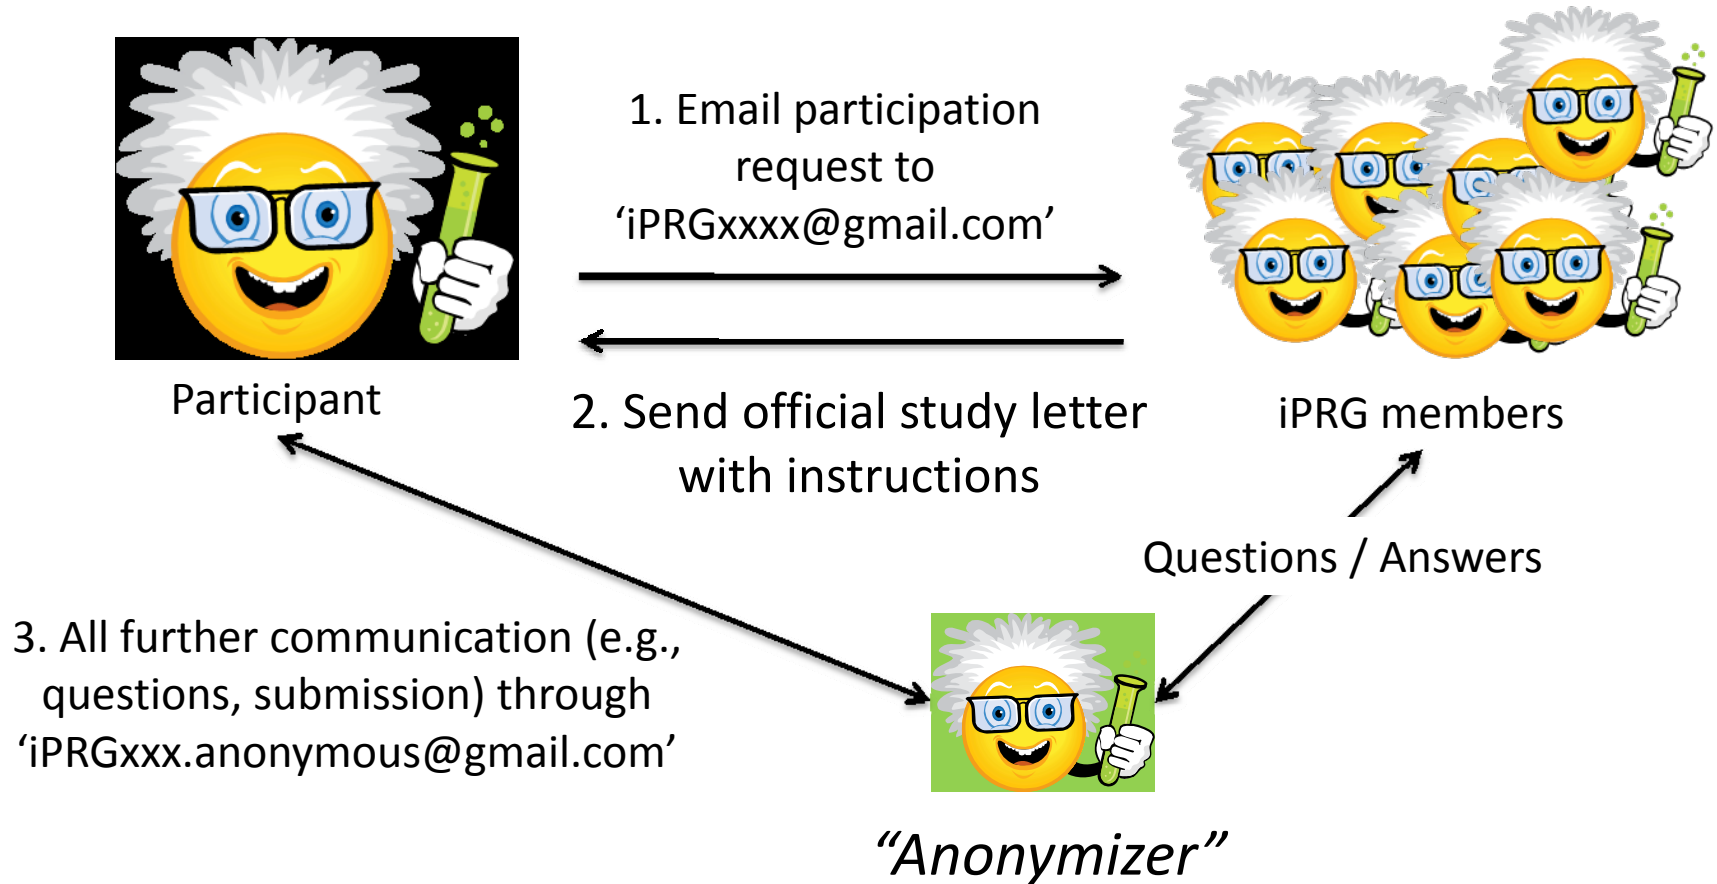 1. Email participation
request to
‘iPRGxxxx@gmail.com’
Participant
2. Send official study letter
with instructions
iPRG members
Questions / Answers
3. All further communication (e.g.,
questions, submission) through
‘iPRGxxx.anonymous@gmail.com’
“Anonymizer”